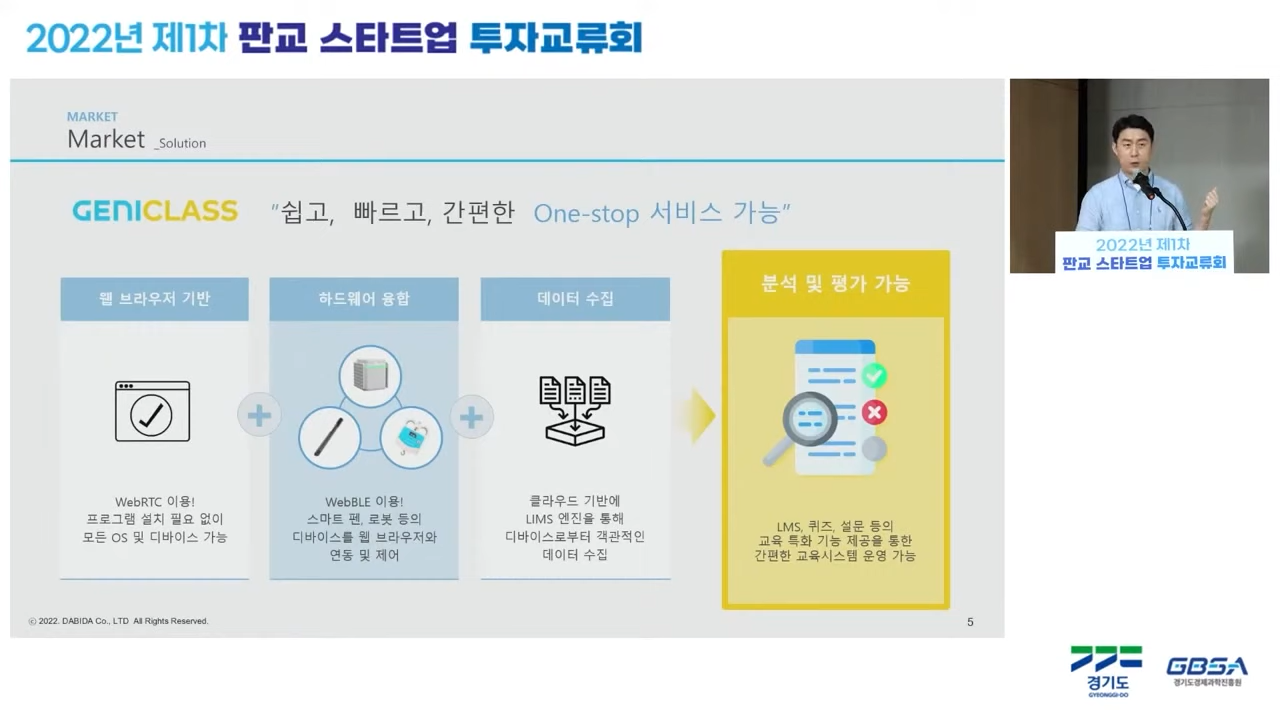 2022년 제1차 판교 스타트업 투자교류회
MARKET
Market _Solution
GENICLASS "쉽고, 빠르고, 간편한 One-stop 서비스 가능"
웹 브라우저 기반
WebRTC 이용!
프로그램 설치 필요 없이
모든 OS 및 디바이스 가능
하드웨어 융합
WebBLE 이용!
스마트 펜, 로봇 등의
디바이스를 웹 브라우저와
연동 및 제어
데이터 수집
클라우드 기반에
LIMS 엔진을 통해
디바이스로부터 객관적인
데이터 수집
분석 및 평가 가능
LMS, 퀴즈, 설문 등의
교육 특화 기능 제공을 통한
간편한 교육시스템 운영 가능
ⓒ 2022. DABIDA Co., LTD All Rights Reserved.
5
2022년 제1차
판교 스타트업 투자교류회
경기도
GYEONGGI-DO
GBSA
경기도경제과학진흥원